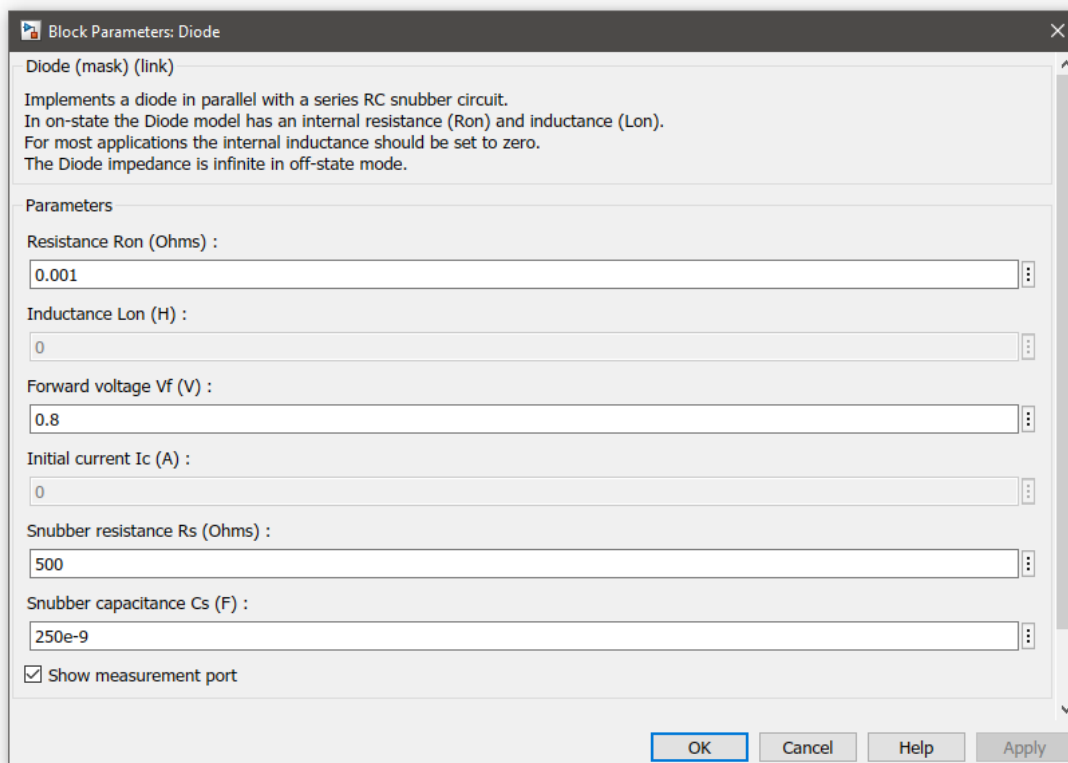 Block Parameters: Diode
Diode (mask) (link)
Implements a diode in parallel with a series RC snubber circuit.
In on-state the Diode model has an internal resistance (Ron) and inductance (Lon).
For most applications the internal inductance should be set to zero.
The Diode impedance is infinite in off-state mode.
Parameters
Resistance Ron (Ohms) :
0.001
Inductance Lon (H) :
0
Forward voltage Vf (V) :
0.8
Initial current Ic (A) :
0
Snubber resistance Rs (Ohms) :
500
Snubber capacitance Cs (F) :
250e-9
Show measurement port
OK Cancel Help Apply